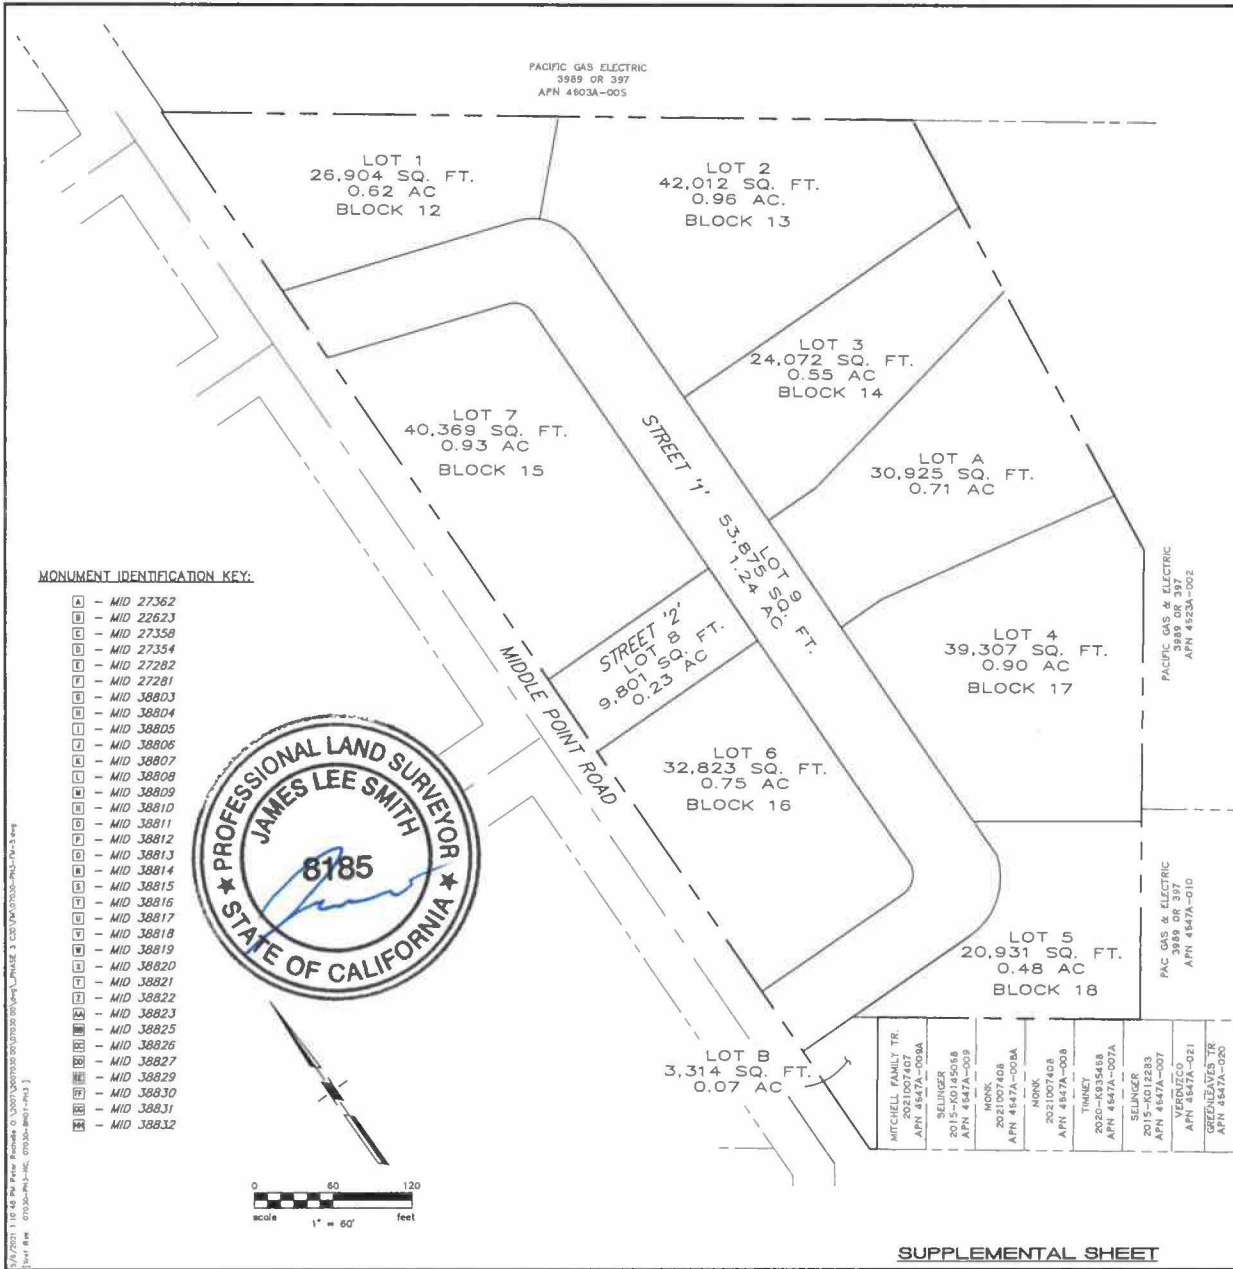 PACIFIC GAS ELECTRIC
3989 OR 397
APN 4603A-005
LOT 1
26,904 SQ. FT.
0.62 AC
BLOCK 12
LOT 2
42,012 SQ. FT.
0.96 AC.
BLOCK 13
LOT 3
24,072 SQ. FT.
0.55 AC
BLOCK 14
LOT 7
40,369 SQ. FT.
0.93 AC
BLOCK 15
STREET '1'
LOT 9
53,875 SQ. FT.
1.24 AC
LOT A
30,925 SQ. FT.
0.71 AC
STREET '2'
LOT 8
9,801 SQ. FT.
0.23 AC
MIDDLE POINT ROAD
LOT 4
39,307 SQ. FT.
0.90 AC
BLOCK 17
PACIFIC GAS & ELECTRIC
3989 OR 397
APN 4523A-002
LOT 6
32,823 SQ. FT.
0.75 AC
BLOCK 16
LOT 5
20,931 SQ. FT.
0.48 AC
BLOCK 18
PAC GAS & ELECTRIC
3989 OR 397
APN 4647A-010
LOT B
3,314 SQ. FT.
0.07 AC
MITCHELL FAMILY TR.
2021007407
APN 4647A-009A
SELINGER
2015-K0145058
APN 4647A-009
MONK
2021007408
APN 4647A-008A
MONK
2021007408
APN 4647A-008
TIMNEY
2020-K935468
APN 4647A-007A
SELINGER
2015-K012283
APN 4647A-007
VERDUZCO
APN 4647A-021
GREENLEAVES TR
APN 4647A-020
MONUMENT IDENTIFICATION KEY:
A - MID 27362
B - MID 22623
C - MID 27358
D - MID 27354
E - MID 27282
F - MID 27281
G - MID 38803
H - MID 38804
I - MID 38805
J - MID 38806
K - MID 38807
L - MID 38808
M - MID 38809
N - MID 38810
O - MID 38811
P - MID 38812
Q - MID 38813
R - MID 38814
S - MID 38815
T - MID 38816
U - MID 38817
V - MID 38818
W - MID 38819
X - MID 38820
Y - MID 38821
Z - MID 38822
AA - MID 38823
- MID 38825
CC - MID 38826
DD - MID 38827
- MID 38829
FF - MID 38830
GG - MID 38831
HH - MID 38832
PROFESSIONAL LAND SURVEYOR
JAMES LEE SMITH
8185
STATE OF CALIFORNIA
0 60 120
scale 1" = 60' feet
SUPPLEMENTAL SHEET